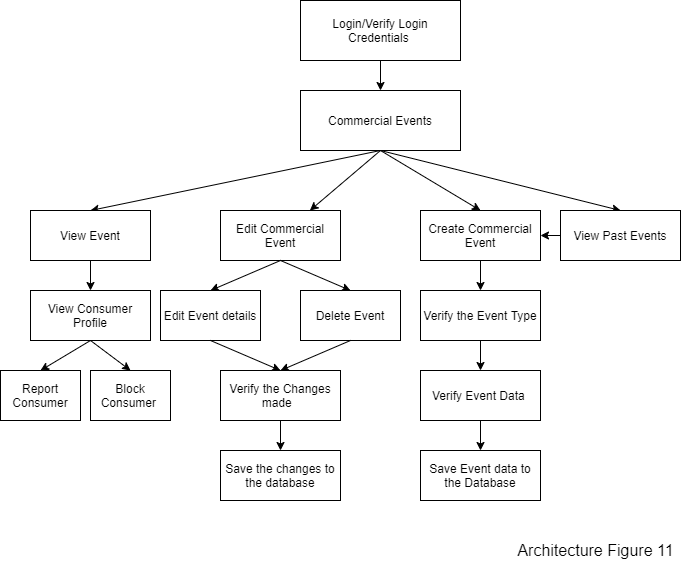 Login/Verify Login
Credentials
Commercial Events
View Event
Edit Commercial
Event
Create Commercial
Event
View Past Events
View Consumer
Profile
Edit Event details
Delete Event
Verify the Event Type
Report
Consumer
Block
Consumer
Verify the Changes
made
Verify Event Data
Save the changes to
the database
Save Event data to
the Database
Architecture Figure 11